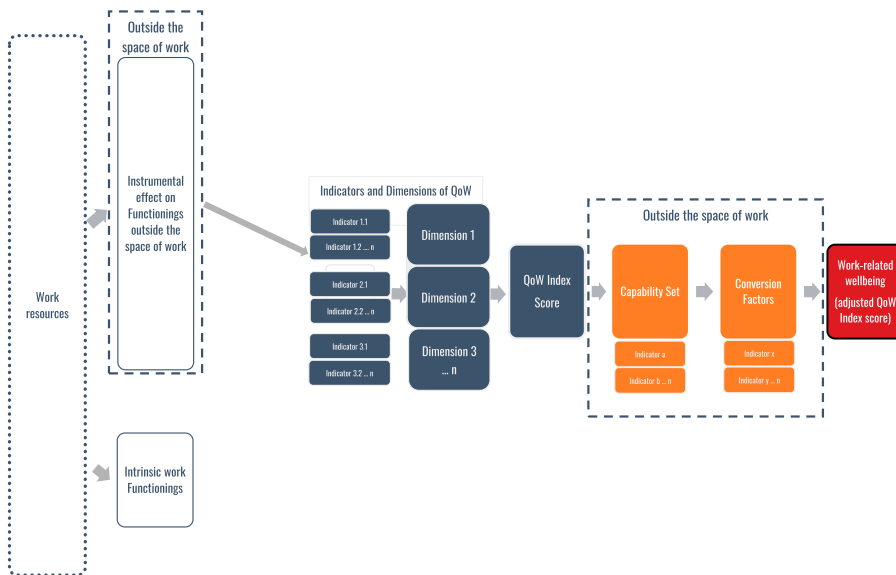 Outside the
space of work
Work
resources
Instrumental
effect on
Functionings
outside the
space of work
Intrinsic work
Functionings
Indicators and Dimensions of QoW
Indicator 1.1
Indicator 1.2 ... n
Dimension 1
Indicator 2.1
Indicator 2.2 ... n
Dimension 2
Indicator 3.1
Indicator 3.2 ... n
Dimension 3
... n
QoW Index
Score
Outside the space of work
Capability Set
Indicator a
Indicator b ... n
Conversion
Factors
Indicator x
Indicator y ... n
Work-related
wellbeing
(adjusted QoW
Index score)